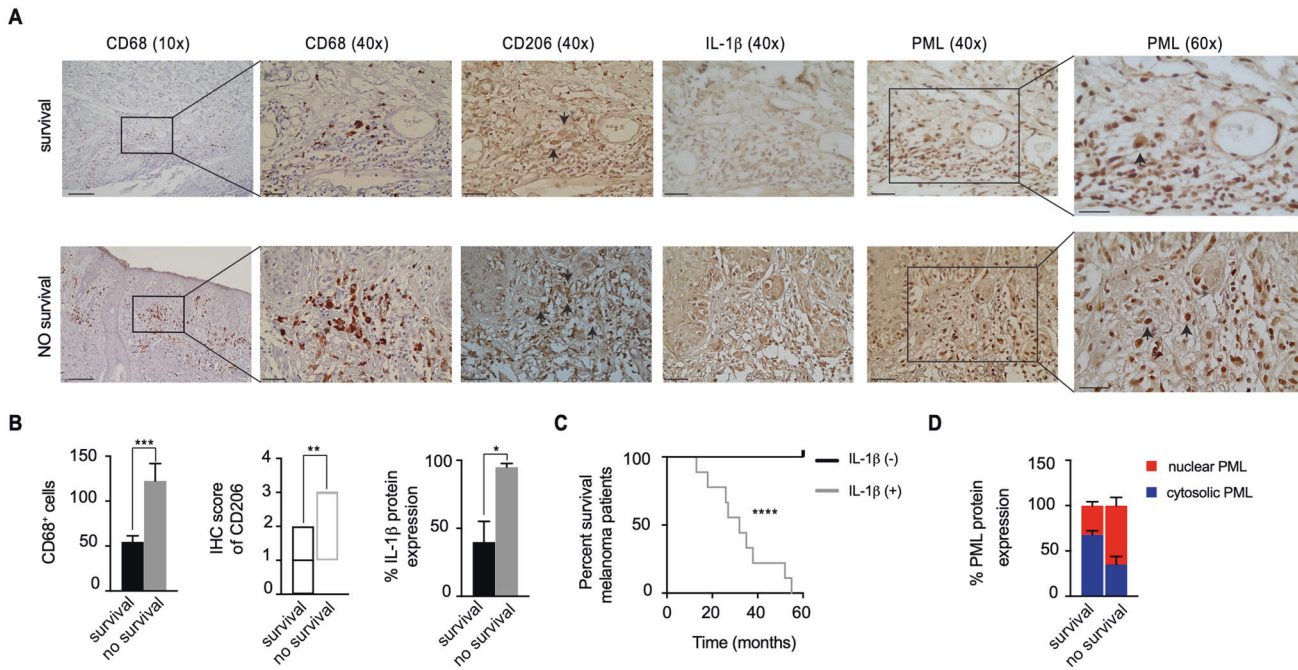 A
CD68 (10x) CD68 (40x) CD206 (40x) IL-1β (40x) PML (40x) PML (60x)
survival
NO survival
B
CD68⁺ cells
150
100
50
0
***
survival
no survival
IHC score
of CD206
4
3
2
1
0
**
survival
no survival
% IL-1β protein
expression
100
50
0
*
survival
no survival
C
Percent survival
melanoma patients
100
50
0
****
0 20 40 60
Time (months)
IL-1β (-)
IL-1β (+)
D
% PML protein
expression
150
100
50
0
survival
no survival
nuclear PML
cytosolic PML